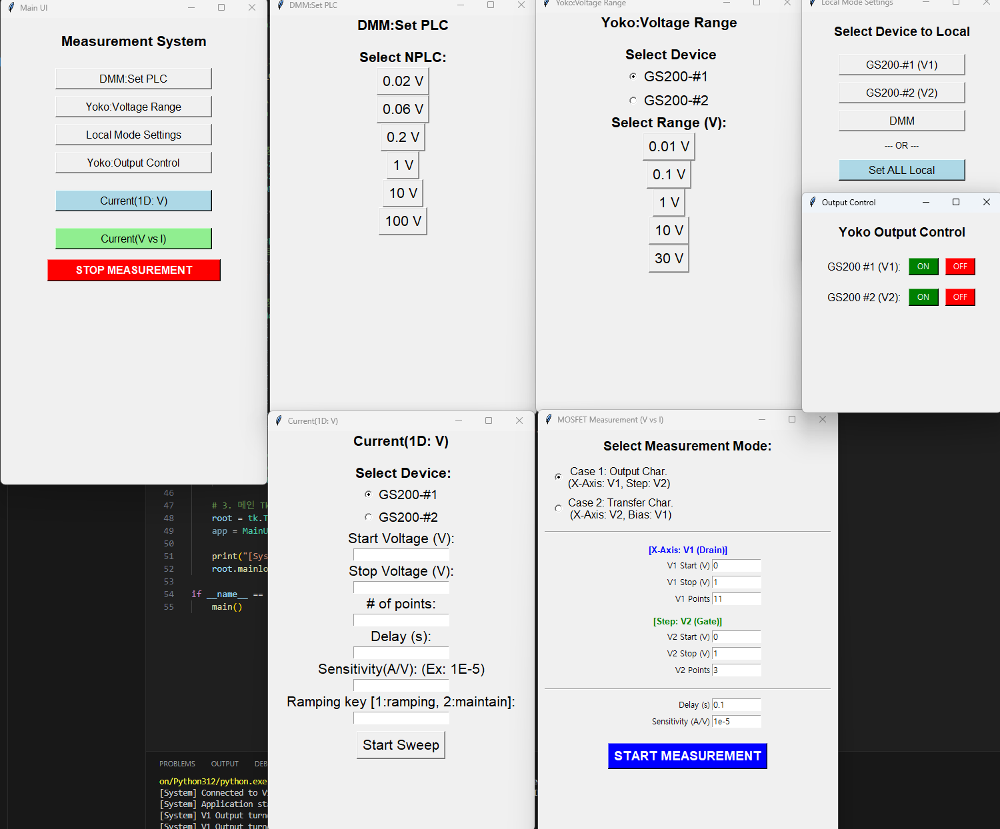 Main UI
Measurement System
DMM:Set PLC
Yoko:Voltage Range
Local Mode Settings
Yoko:Output Control
Current(1D: V)
Current(V vs I)
STOP MEASUREMENT
DMM:Set PLC
DMM:Set PLC
Select NPLC:
0.02 V
0.06 V
0.2 V
1 V
10 V
100 V
Yoko:Voltage Range
Yoko:Voltage Range
Select Device
GS200-#1
GS200-#2
Select Range (V):
0.01 V
0.1 V
1 V
10 V
30 V
Local Mode Settings
Select Device to Local
GS200-#1 (V1)
GS200-#2 (V2)
DMM
--- OR ---
Set ALL Local
Output Control
Yoko Output Control
GS200 #1 (V1): ON OFF
GS200 #2 (V2): ON OFF
Current(1D: V)
Current(1D: V)
Select Device:
GS200-#1
GS200-#2
Start Voltage (V):
Stop Voltage (V):
# of points:
Delay (s):
Sensitivity(A/V): (Ex: 1E-5)
Ramping key [1:ramping, 2:maintain]:
Start Sweep
MOSFET Measurement (V vs I)
Select Measurement Mode:
Case 1: Output Char.
(X-Axis: V1, Step: V2)
Case 2: Transfer Char.
(X-Axis: V2, Bias: V1)
[X-Axis: V1 (Drain)]
V1 Start (V) 0
V1 Stop (V) 1
V1 Points 11
[Step: V2 (Gate)]
V2 Start (V) 0
V2 Stop (V) 1
V2 Points 3
Delay (s) 0.1
Sensitivity (A/V) 1e-5
START MEASUREMENT
46
47 # 3. 메인 Tk
48 root = tk.T
49 app = MainU
50
51 print("[Sys
52 root.mainlo
53
54 if __name__ ==
55 main()
PROBLEMS OUTPUT DEB
on/Python312/python.exe
[System] Connected to V
[System] Application sta
[System] V1 Output turne
[System] V1 Output turne